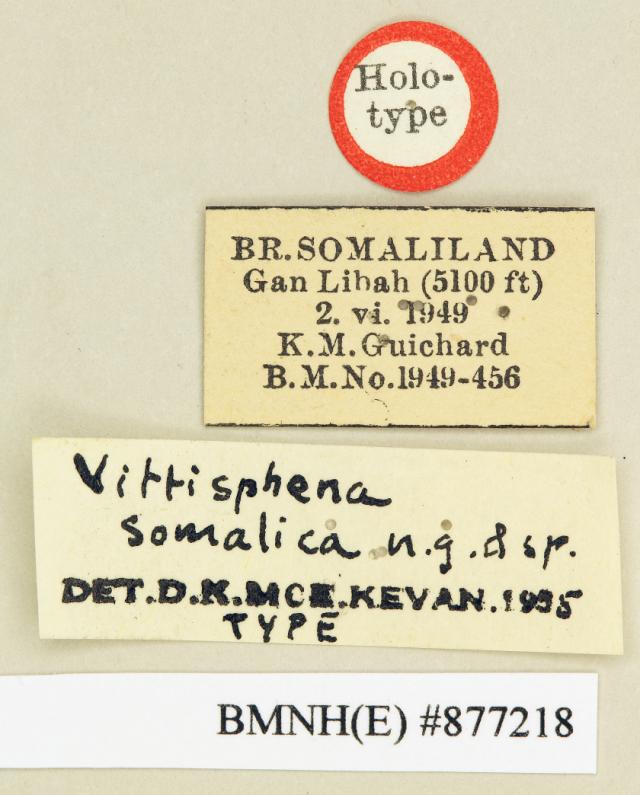 Holo-
type
BR.SOMALILAND
Gan Libah (5100 ft)
2. vi. 1949
K.M.Guichard
B.M.No.1949-456
Vittisphena
somalica n.g. & sp.
DET.D.K.MCE.KEVAN.1955
TYPE
BMNH(E) #877218